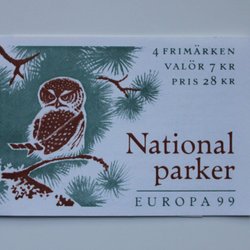 4 FRIMÄRKEN
VALÖR 7 KR
PRIS 28 KR
National
parker
EUROPA 99